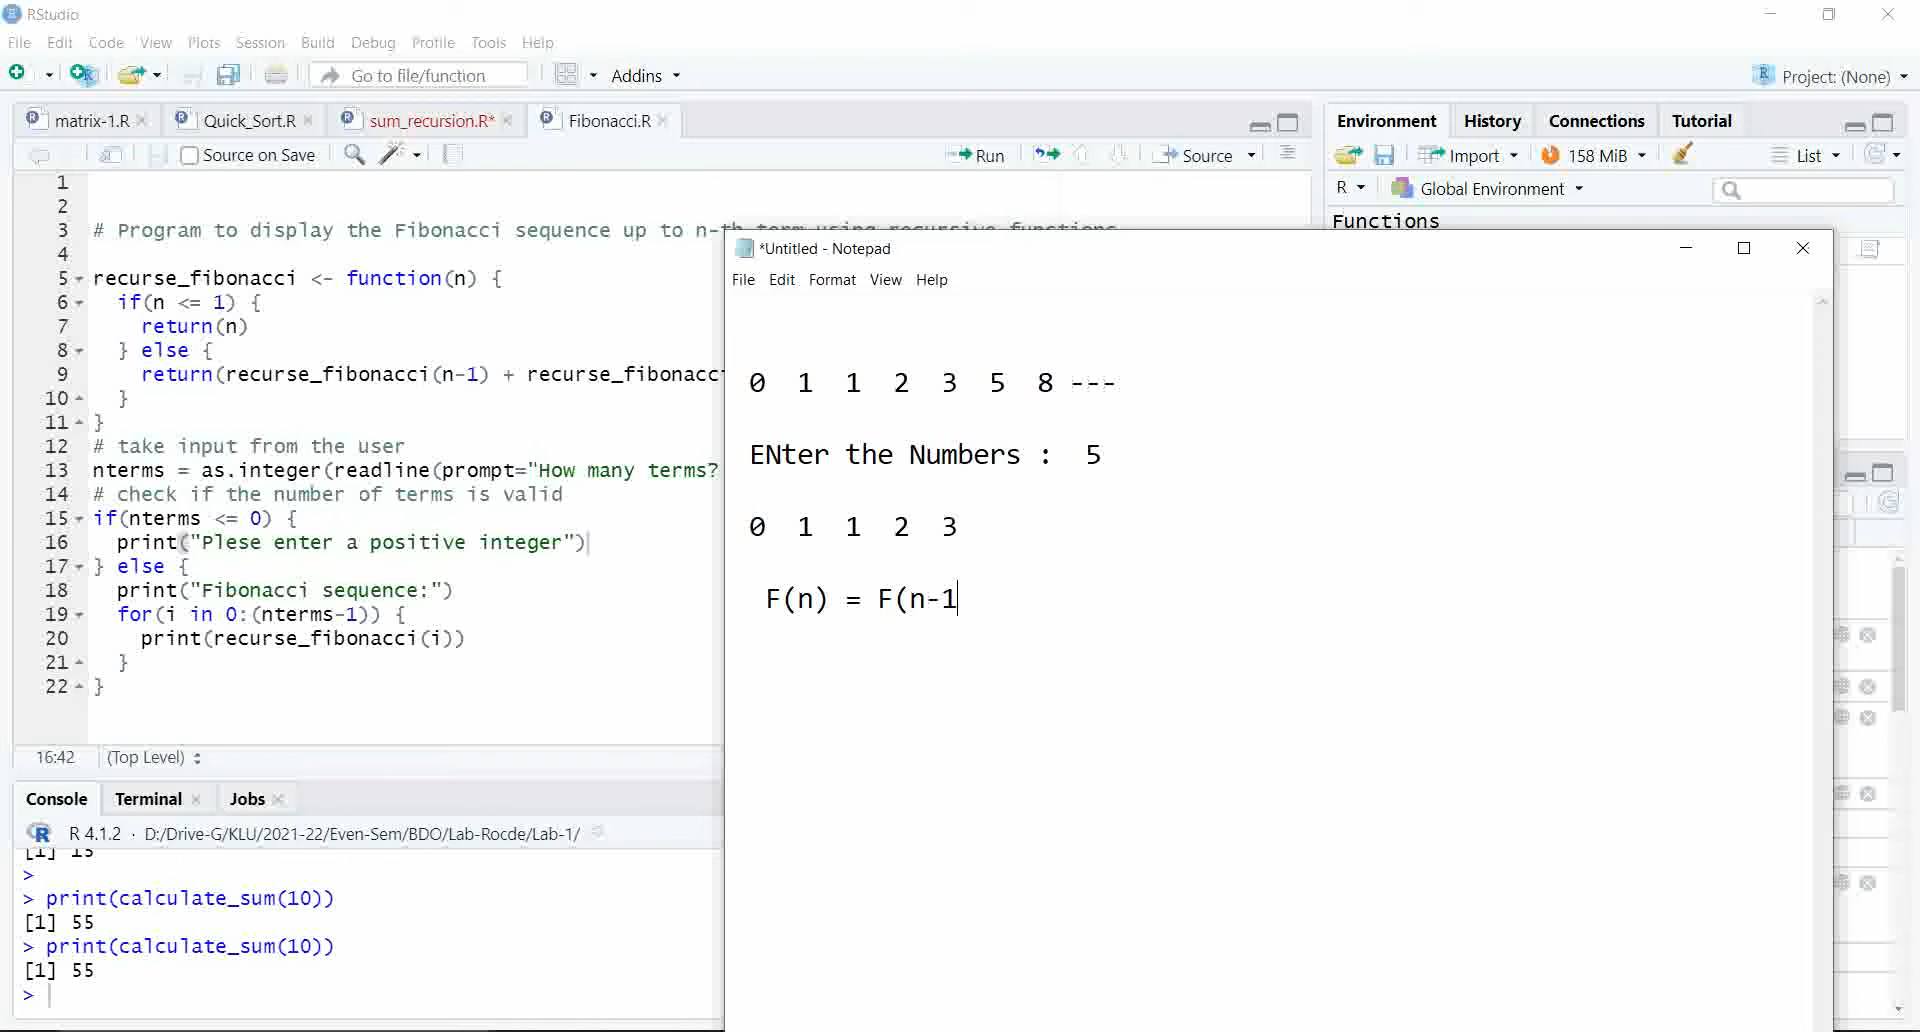 RStudio
File Edit Code View Plots Session Build Debug Profile Tools Help
Go to file/function Addins Project: (None)
matrix-1.R Quick_Sort.R sum_recursion.R* Fibonacci.R
Source on Save Run Source
1
2
3 # Program to display the Fibonacci sequence up to n-th term using recursive functions
4
5 recurse_fibonacci <- function(n) {
6 if(n <= 1) {
7 return(n)
8 } else {
9 return(recurse_fibonacci(n-1) + recurse_fibonacc
10 }
11 }
12 # take input from the user
13 nterms = as.integer(readline(prompt="How many terms?
14 # check if the number of terms is valid
15 if(nterms <= 0) {
16 print("Plese enter a positive integer")
17 } else {
18 print("Fibonacci sequence:")
19 for(i in 0:(nterms-1)) {
20 print(recurse_fibonacci(i))
21 }
22 }
16:42 (Top Level)
Console Terminal Jobs
R 4.1.2 · D:/Drive-G/KLU/2021-22/Even-Sem/BDO/Lab-Rocde/Lab-1/
[1] 15
>
> print(calculate_sum(10))
[1] 55
> print(calculate_sum(10))
[1] 55
>
Environment History Connections Tutorial
Import 158 MiB List
R Global Environment
Functions
*Untitled - Notepad
File Edit Format View Help
0 1 1 2 3 5 8 ---
ENter the Numbers : 5
0 1 1 2 3
F(n) = F(n-1